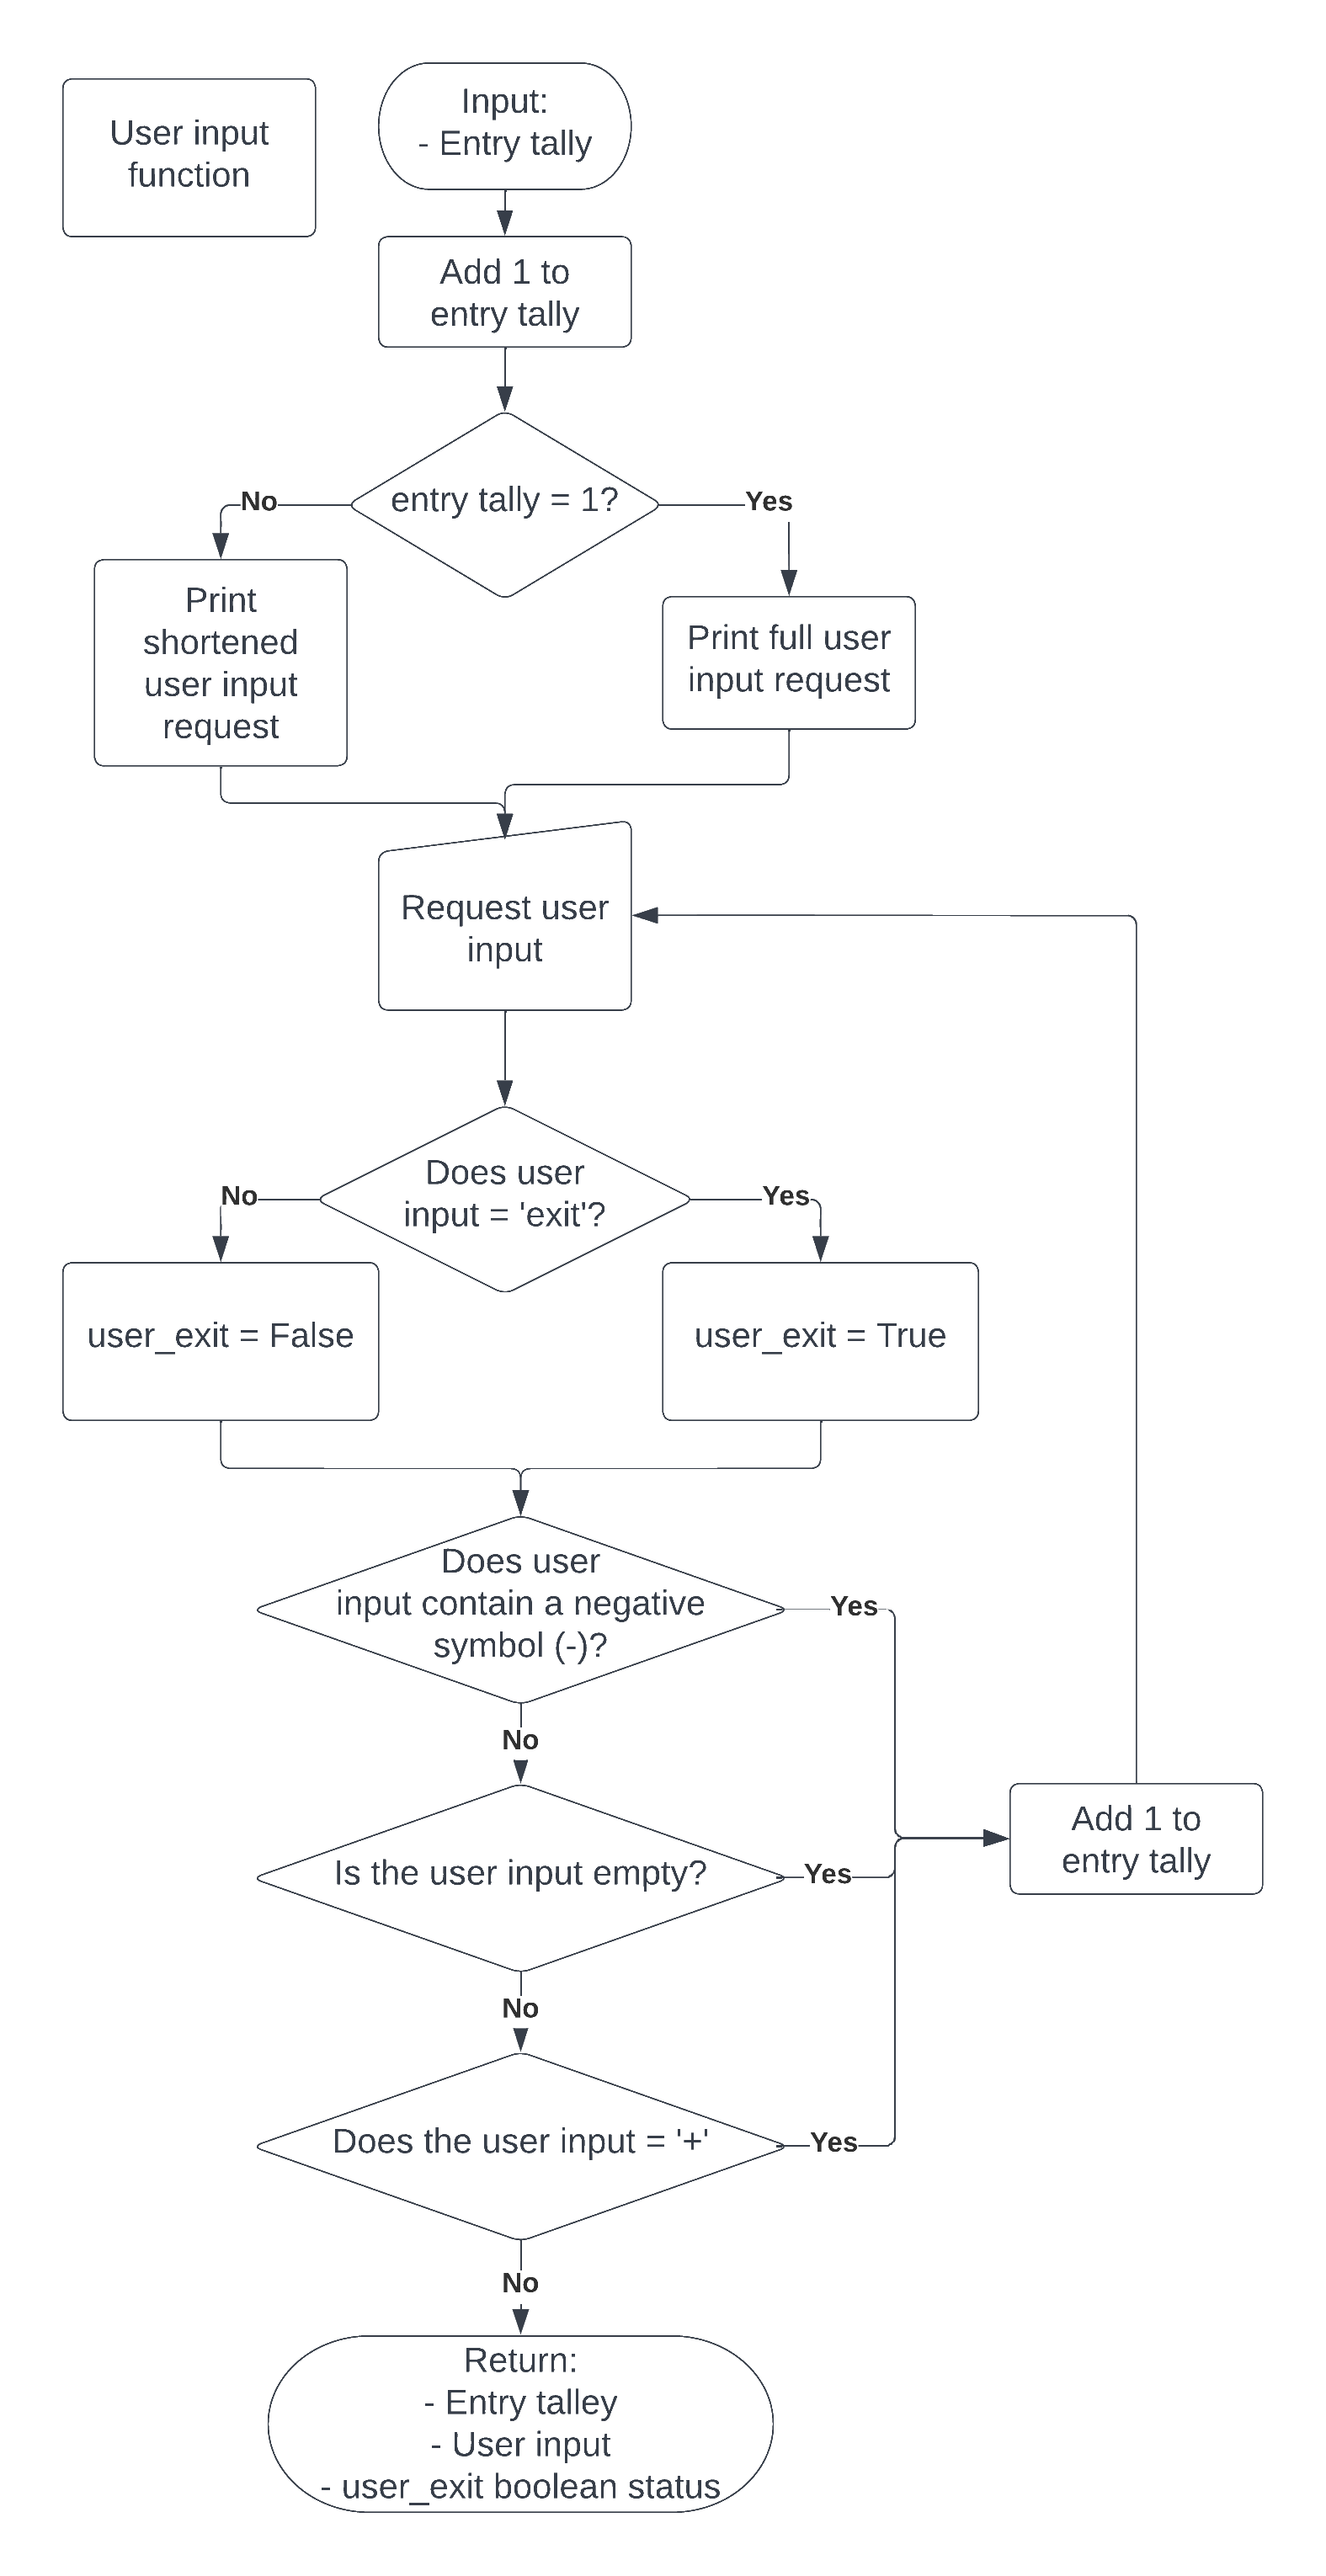 User input
function
Input:
- Entry tally
Add 1 to
entry tally
entry tally = 1?
No
Yes
Print
shortened
user input
request
Print full user
input request
Request user
input
Does user
input = 'exit'?
No
Yes
user_exit = False
user_exit = True
Does user
input contain a negative
symbol (-)?
Yes
No
Is the user input empty?
Yes
Add 1 to
entry tally
No
Does the user input = '+'
Yes
No
Return:
- Entry talley
- User input
- user_exit boolean status